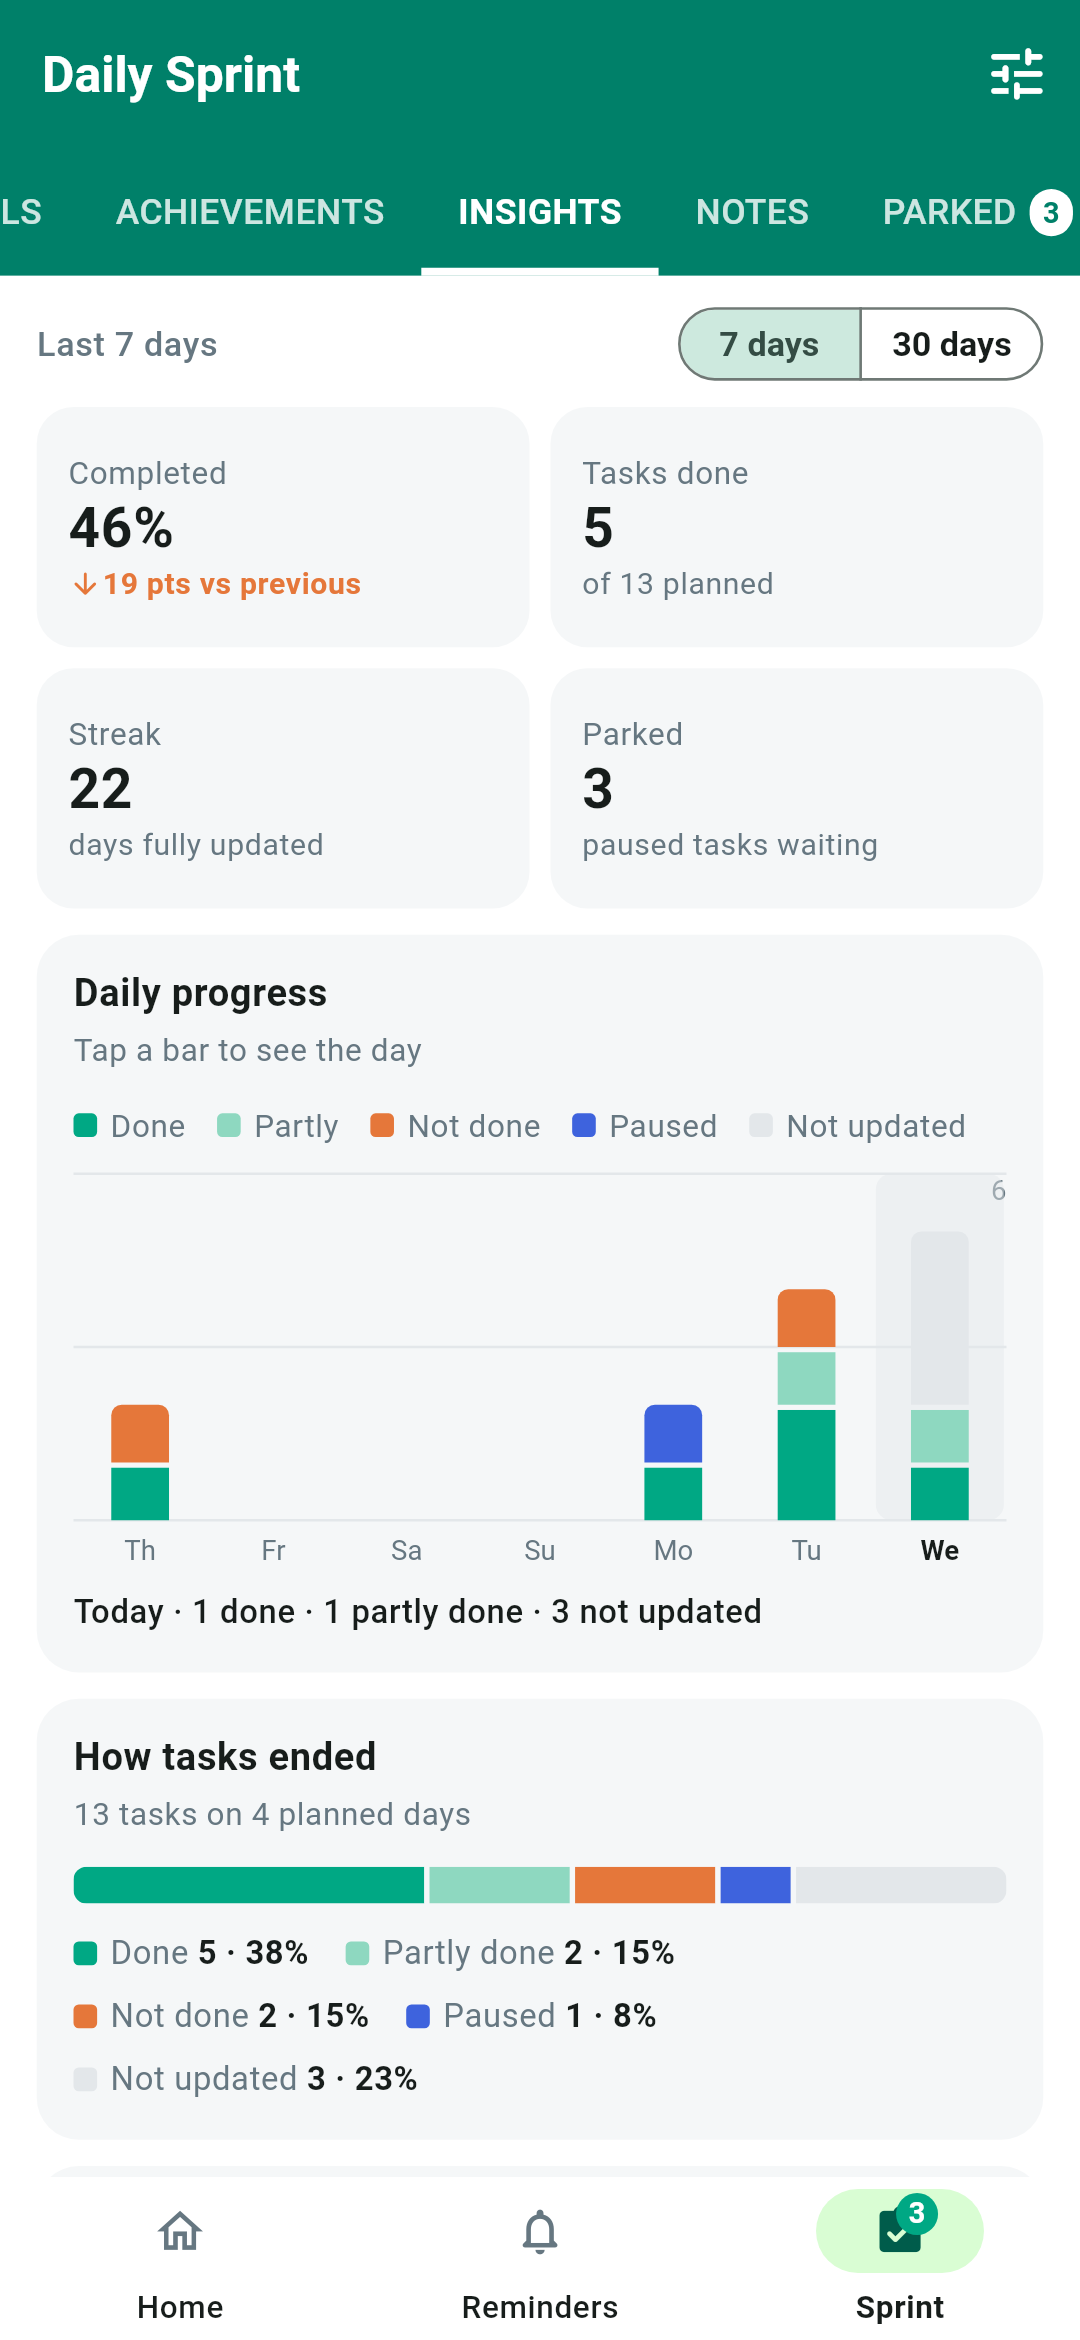 Daily Sprint
LS ACHIEVEMENTS INSIGHTS NOTES PARKED 3
Last 7 days 7 days 30 days
Completed
46%
↓19 pts vs previous
Tasks done
5
of 13 planned
Streak
22
days fully updated
Parked
3
paused tasks waiting
Daily progress
Tap a bar to see the day
Done Partly Not done Paused Not updated
6
Th Fr Sa Su Mo Tu We
Today · 1 done · 1 partly done · 3 not updated
How tasks ended
13 tasks on 4 planned days
Done 5 · 38% Partly done 2 · 15%
Not done 2 · 15% Paused 1 · 8%
Not updated 3 · 23%
3
Home Reminders Sprint